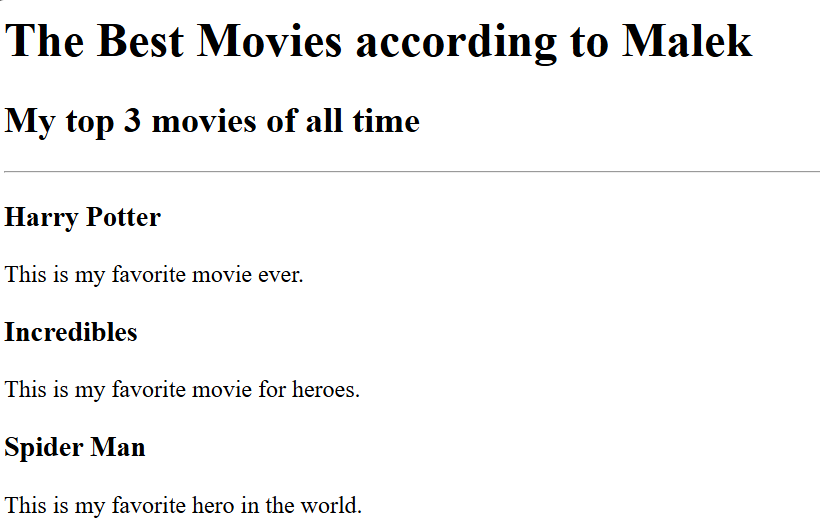 The Best Movies according to Malek
My top 3 movies of all time
Harry Potter
This is my favorite movie ever.
Incredibles
This is my favorite movie for heroes.
Spider Man
This is my favorite hero in the world.